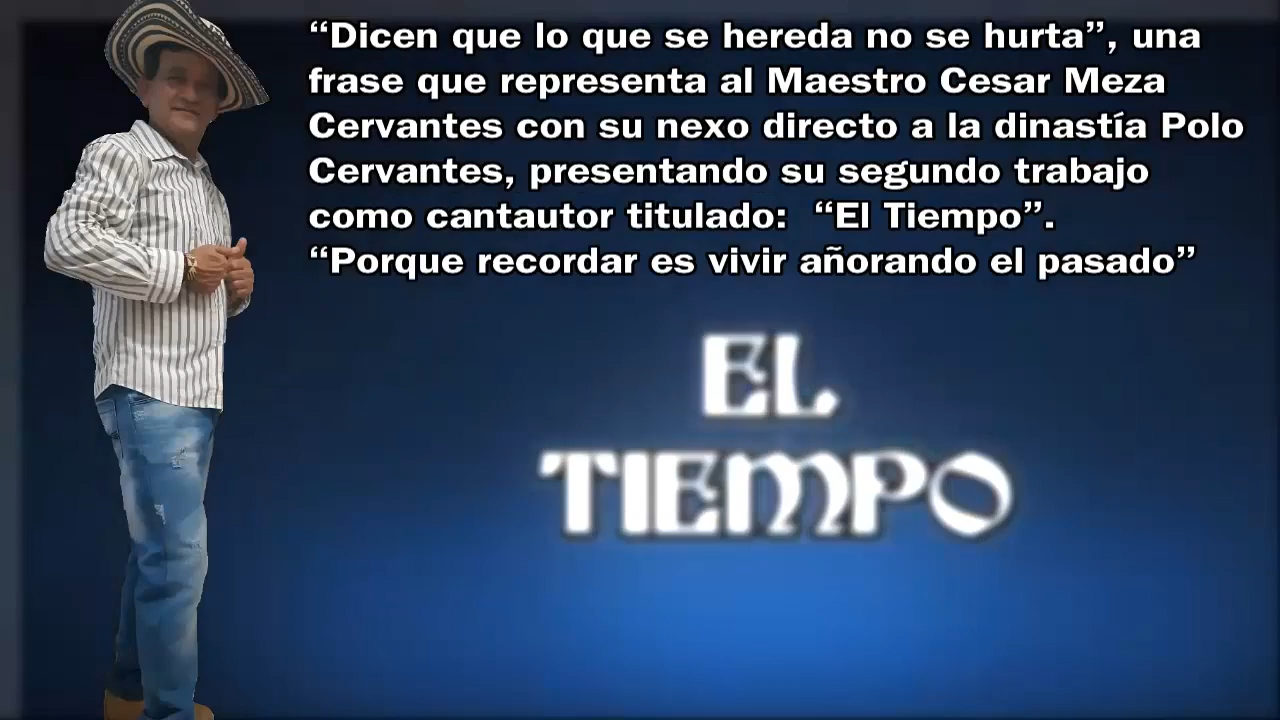 “Dicen que lo que se hereda no se hurta”, una
frase que representa al Maestro Cesar Meza
Cervantes con su nexo directo a la dinastía Polo
Cervantes, presentando su segundo trabajo
como cantautor titulado:  “El Tiempo”.
“Porque recordar es vivir añorando el pasado”
EL
TIEMPO